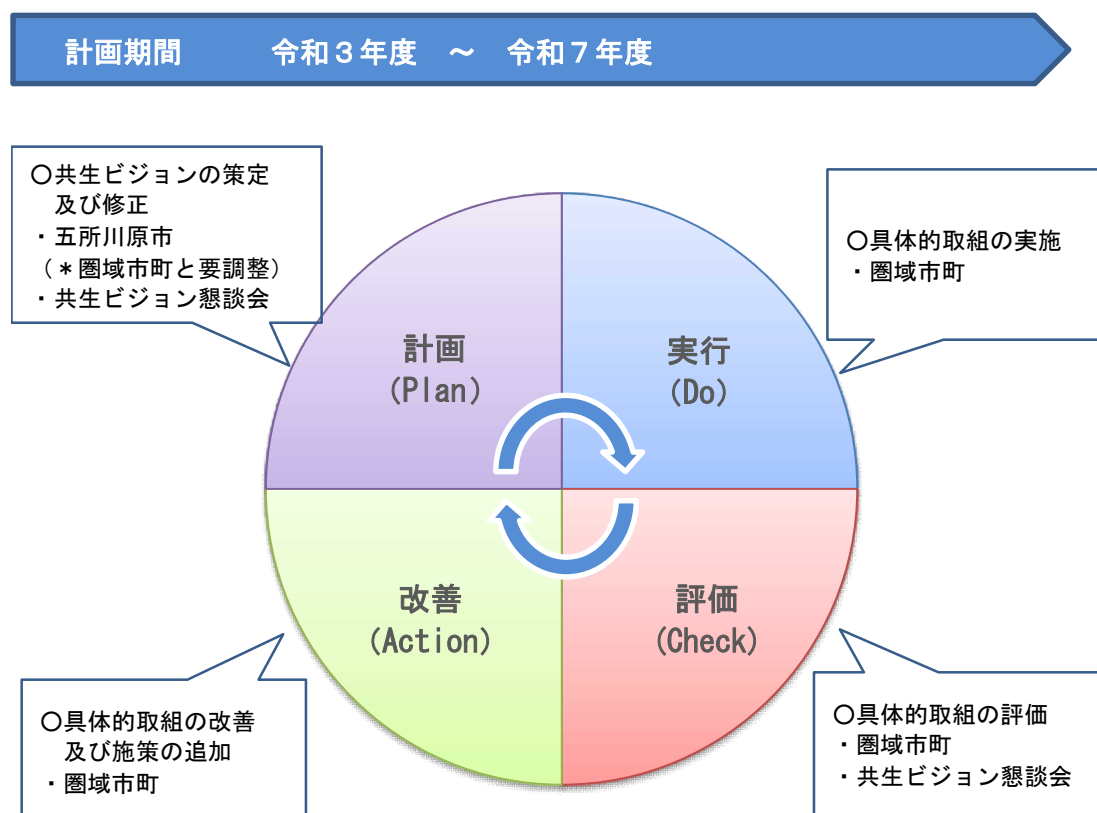 計画期間　　　令和３年度　～　令和７年度
〇共生ビジョンの策定
　及び修正
・五所川原市
（＊圏域市町と要調整）
・共生ビジョン懇談会
〇具体的取組の実施
・圏域市町
計画
(Plan)
実行
(Do)
改善
(Action)
評価
(Check)
〇具体的取組の改善
　及び施策の追加
・圏域市町
〇具体的取組の評価
・圏域市町
・共生ビジョン懇談会